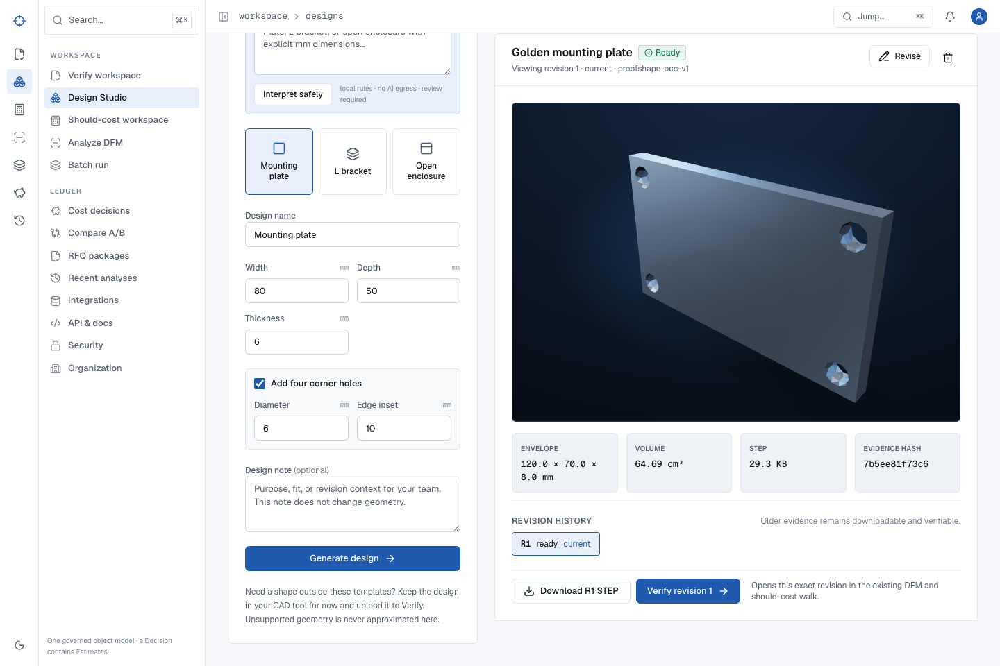 Search...
⌘ K
WORKSPACE
Verify workspace
Design Studio
Should-cost workspace
Analyze DFM
Batch run
LEDGER
Cost decisions
Compare A/B
RFQ packages
Recent analyses
Integrations
API & docs
Security
Organization
One governed object model · a Decision
contains Estimates.
workspace > designs
Jump...
⌘K
Plate, L bracket, or open enclosure with
explicit mm dimensions...
Interpret safely
local rules · no AI egress · review
required
Mounting
plate
L bracket
Open
enclosure
Design name
Mounting plate
Width mm
Depth mm
80
50
Thickness mm
6
Add four corner holes
Diameter mm
Edge inset mm
6
10
Design note (optional)
Purpose, fit, or revision context for your team.
This note does not change geometry.
Generate design
Need a shape outside these templates? Keep the design
in your CAD tool for now and upload it to Verify.
Unsupported geometry is never approximated here.
Golden mounting plate
Ready
Viewing revision 1 · current · proofshape-occ-v1
Revise
ENVELOPE
120.0 × 70.0 ×
8.0 mm
VOLUME
64.69 cm³
STEP
29.3 KB
EVIDENCE HASH
7b5ee81f73c6
REVISION HISTORY
Older evidence remains downloadable and verifiable.
R1 ready current
Download R1 STEP
Verify revision 1
Opens this exact revision in the existing DFM and
should-cost walk.